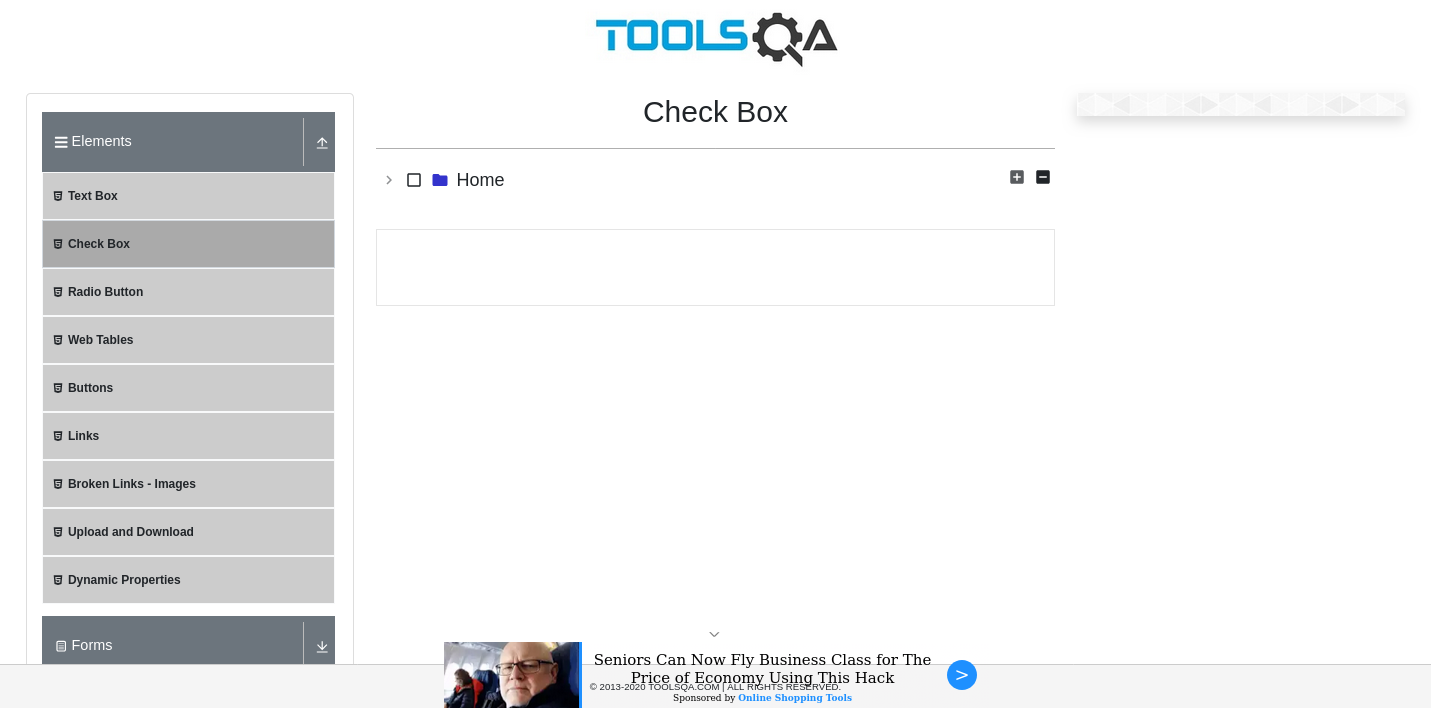 TOOLSQA
Elements
Text Box
Check Box
Radio Button
Web Tables
Buttons
Links
Broken Links - Images
Upload and Download
Dynamic Properties
Forms
Check Box
Home
Seniors Can Now Fly Business Class for The
Price of Economy Using This Hack
© 2013-2020 TOOLSQA.COM | ALL RIGHTS RESERVED.
Sponsored by Online Shopping Tools